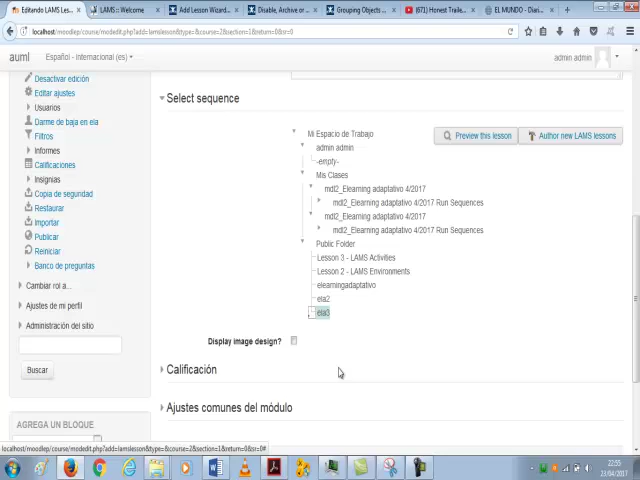 Editando LAMS Les...
LAMS :: Welcome
Add Lesson Wizard...
Disable, Archive or ...
Grouping Objects ...
(671) Honest Traile...
EL MUNDO - Diari...
localhost/moodlep/course/modedit.php?add=lamslesson&type=&course=2&section=1&return=0&sr=0
auml
Español - Internacional (es)
admin admin
Desactivar edición
Editar ajustes
Usuarios
Darme de baja en ela
Filtros
Informes
Calificaciones
Insignias
Copia de seguridad
Restaurar
Importar
Publicar
Reiniciar
Banco de preguntas
Cambiar rol a...
Ajustes de mi perfil
Administración del sitio
Buscar
AGREGA UN BLOQUE
Select sequence
Preview this lesson
Author new LAMS lessons
Mi Espacio de Trabajo
admin admin
-empty-
Mis Clases
mdl2_Elearning adaptativo 4/2017
mdl2_Elearning adaptativo 4/2017 Run Sequences
mdl2_Elearning adaptativo 4/2017
mdl2_Elearning adaptativo 4/2017 Run Sequences
Public Folder
Lesson 3 - LAMS Activities
Lesson 2 - LAMS Environments
elearningadaptativo
ela2
ela3
Display image design?
Calificación
Ajustes comunes del módulo
localhost/moodlep/course/modedit.php?add=lamslesson&type=&course=2&section=1&return=0&sr=0#
22:55
23/04/2017